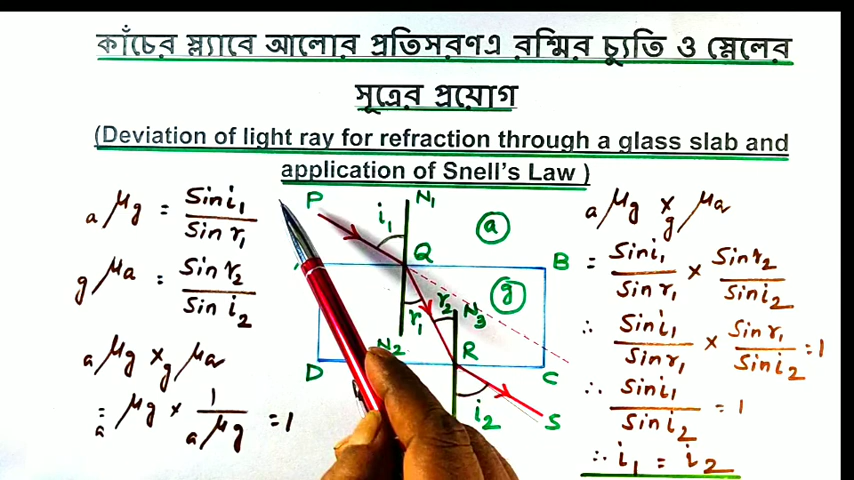 কাঁচের স্ল্যাবে আলোর প্রতিসরণএ রশ্মির চ্যুতি ও স্নেলের
সূত্রের প্রয়োগ
(Deviation of light ray for refraction through a glass slab and
application of Snell's Law )
aμg = Sin i₁ / Sin r₁
gμa = Sin r₂ / Sin i₂
aμg × gμa
= aμg × 1 / aμg = 1
P
N₁
i₁
a
Q
B
g
r₁
r₂
N₃
N₂
R
D
C
i₂
S
aμg × gμa
= Sin i₁ / Sin r₁ × Sin r₂ / Sin i₂
∴ Sin i₁ / Sin r₁ × Sin r₁ / Sin i₂ = 1
∴ Sin i₁ / Sin i₂ = 1
∴ i₁ = i₂